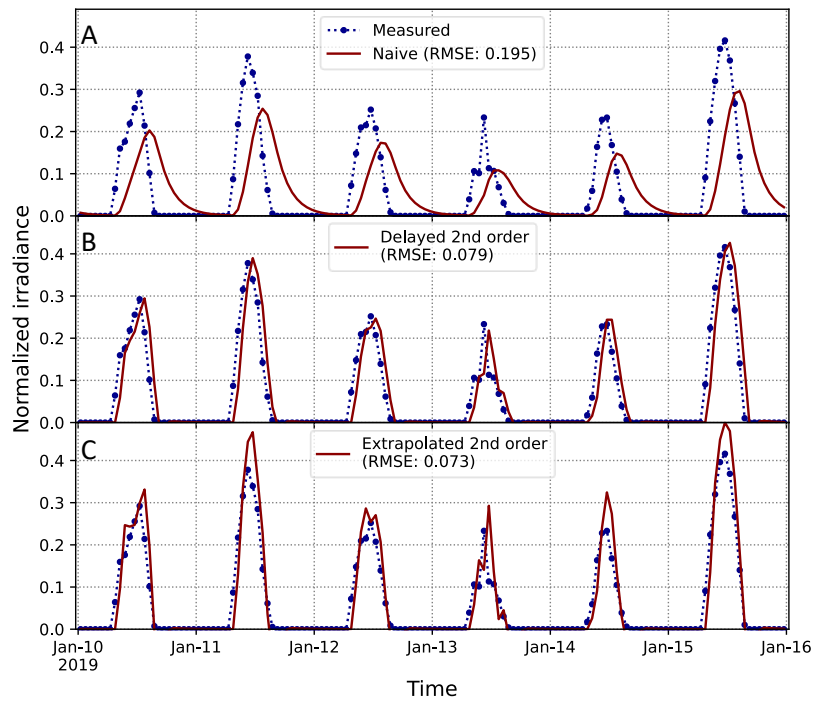 A
Measured
Naive (RMSE: 0.195)
0.4
0.3
0.2
0.1
0.0
B
Delayed 2nd order
(RMSE: 0.079)
0.4
0.3
0.2
0.1
0.0
C
Extrapolated 2nd order
(RMSE: 0.073)
0.4
0.3
0.2
0.1
0.0
Normalized irradiance
Jan-10 Jan-11 Jan-12 Jan-13 Jan-14 Jan-15 Jan-16
2019
Time